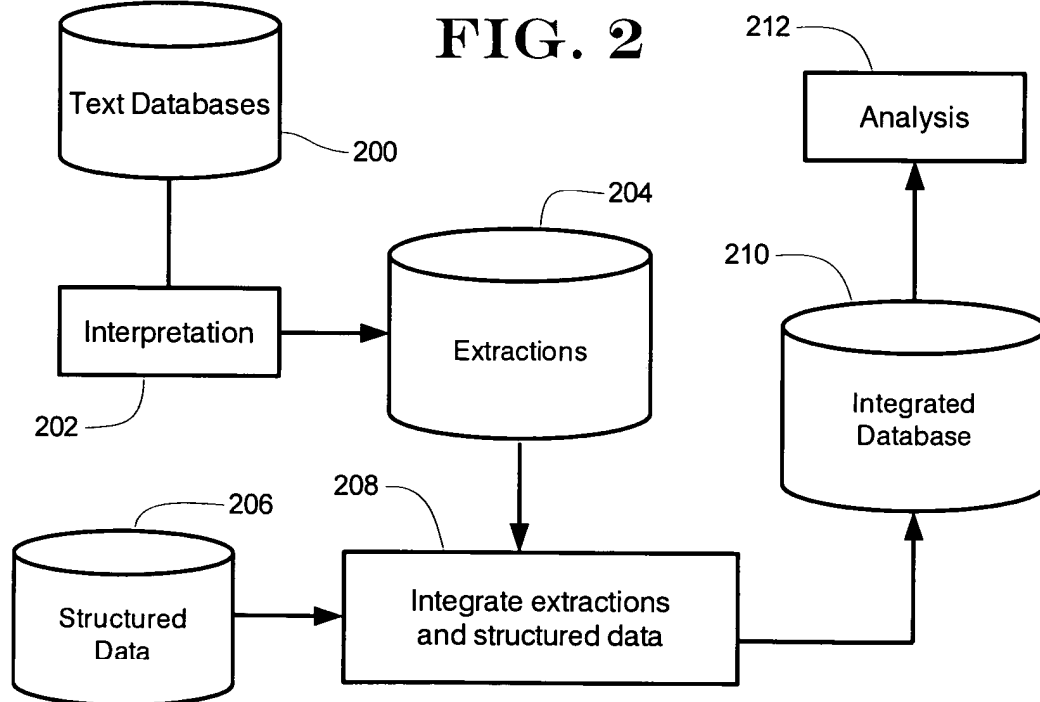 FIG. 2
212
Text Databases
Analysis
200
204
210
Interpretation
Extractions
202
Integrated
Database
208
206
Integrate extractions
and structured data
Structured
Data